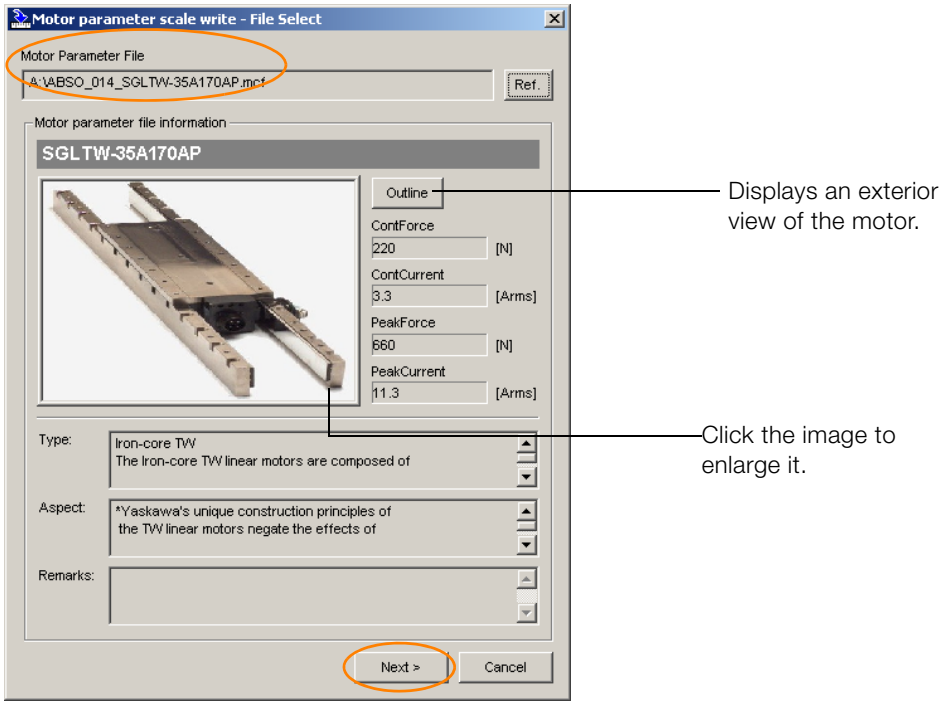 Motor parameter scale write - File Select
Motor Parameter File
A:\ABSO_014_SGLTW-35A170AP.mcf
Ref.
Motor parameter file information
SGLTW-35A170AP
Outline
Displays an exterior
view of the motor.
ContForce
220 [N]
ContCurrent
3.3 [Arms]
PeakForce
660 [N]
PeakCurrent
11.3 [Arms]
Click the image to
enlarge it.
Type: Iron-core TW
The Iron-core TW linear motors are composed of
Aspect: *Yaskawa's unique construction principles of
the TW linear motors negate the effects of
Remarks:
Next > Cancel